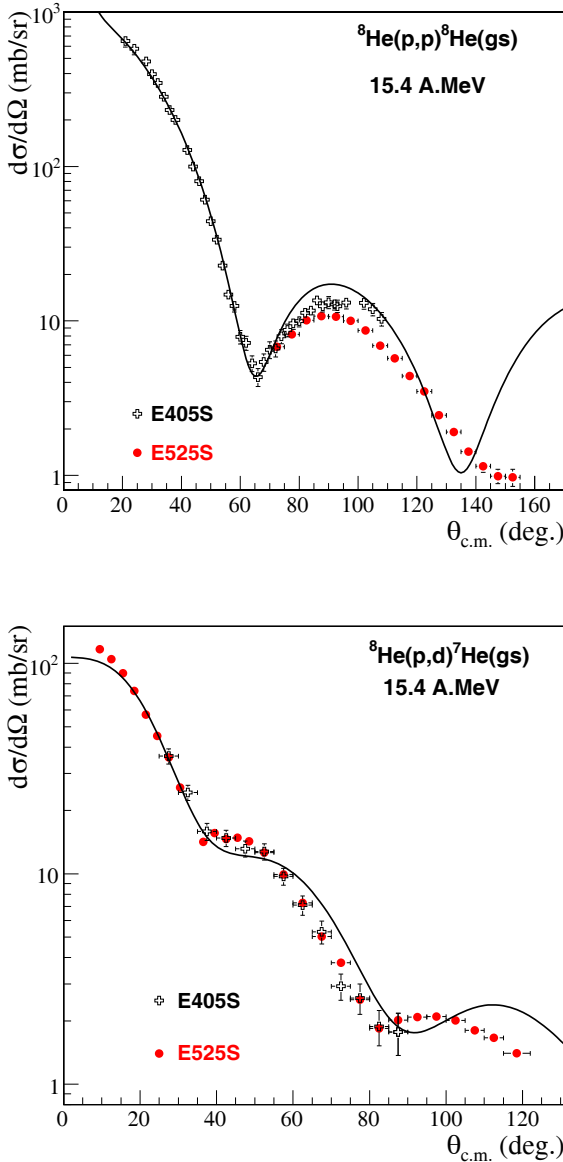 ⁸He(p,p)⁸He(gs)
15.4 A.MeV
dσ/dΩ (mb/sr)
10³
10²
10
1
E405S
E525S
0 20 40 60 80 100 120 140 160
θc.m. (deg.)
⁸He(p,d)⁷He(gs)
15.4 A.MeV
dσ/dΩ (mb/sr)
10²
10
1
E405S
E525S
0 20 40 60 80 100 120
θc.m. (deg.)